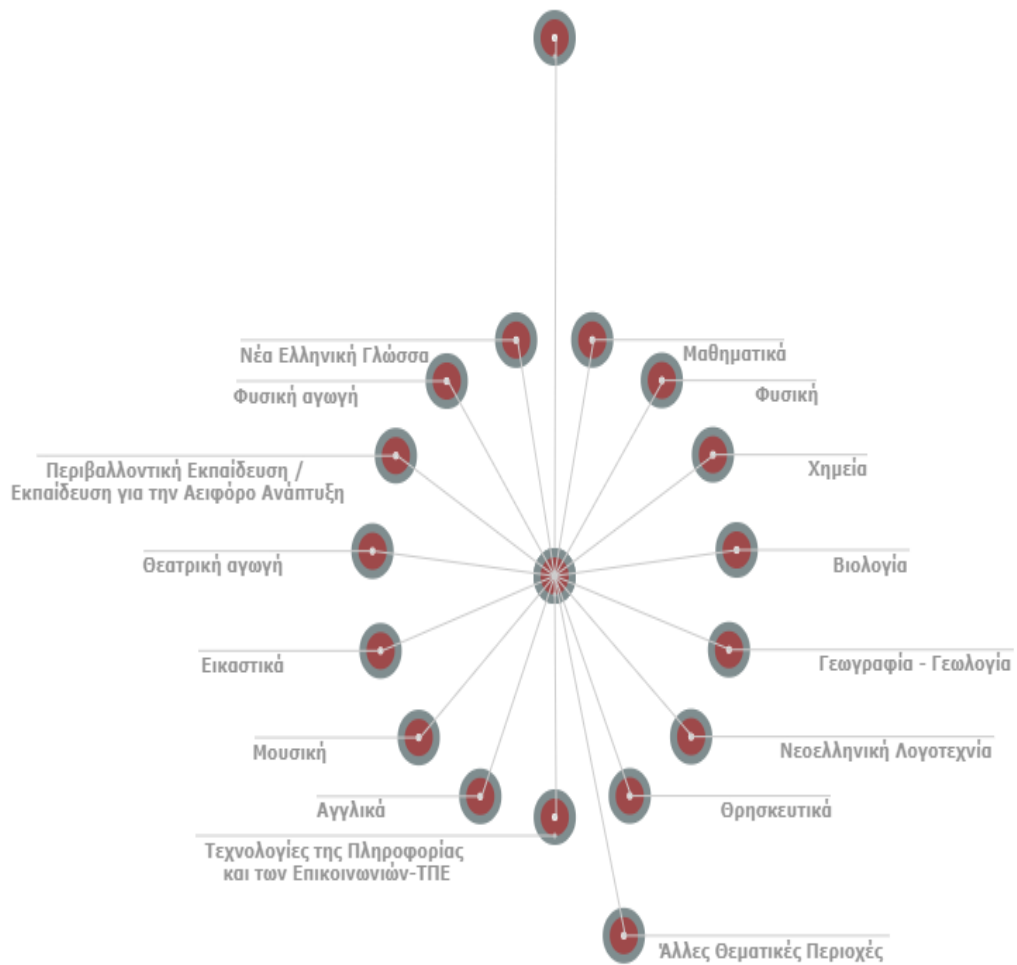 Νέα Ελληνική Γλώσσα
Μαθηματικά
Φυσική αγωγή
Φυσική
Περιβαλλοντική Εκπαίδευση /
Εκπαίδευση για την Αειφόρο Ανάπτυξη
Χημεία
Θεατρική αγωγή
Βιολογία
Εικαστικά
Γεωγραφία - Γεωλογία
Μουσική
Νεοελληνική Λογοτεχνία
Αγγλικά
Θρησκευτικά
Τεχνολογίες της Πληροφορίας
και των Επικοινωνιών-ΤΠΕ
Άλλες Θεματικές Περιοχές